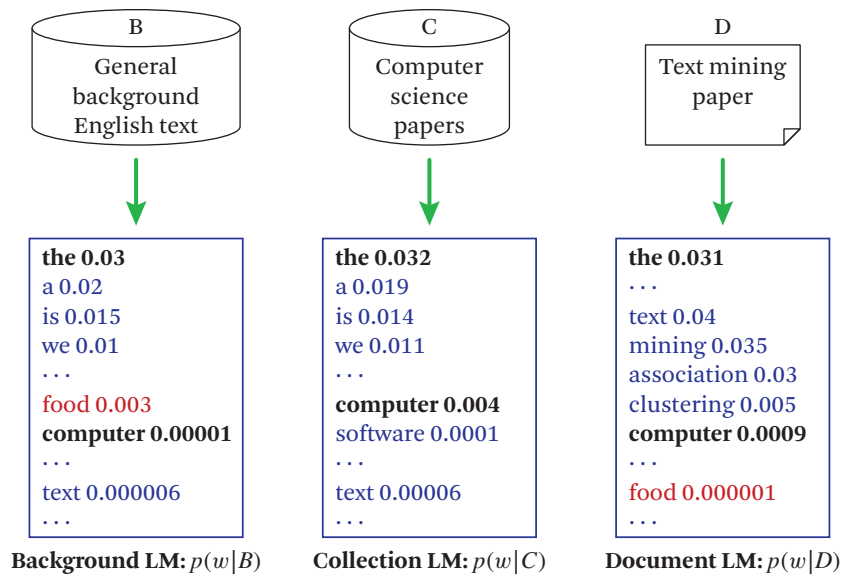 B
General
background
English text
C
Computer
science
papers
D
Text mining
paper
the 0.03
a 0.02
is 0.015
we 0.01
· · ·
food 0.003
computer 0.00001
· · ·
text 0.000006
· · ·
Background LM: p(w|B)
the 0.032
a 0.019
is 0.014
we 0.011
· · ·
computer 0.004
software 0.0001
· · ·
text 0.00006
· · ·
Collection LM: p(w|C)
the 0.031
· · ·
text 0.04
mining 0.035
association 0.03
clustering 0.005
computer 0.0009
· · ·
food 0.000001
· · ·
Document LM: p(w|D)